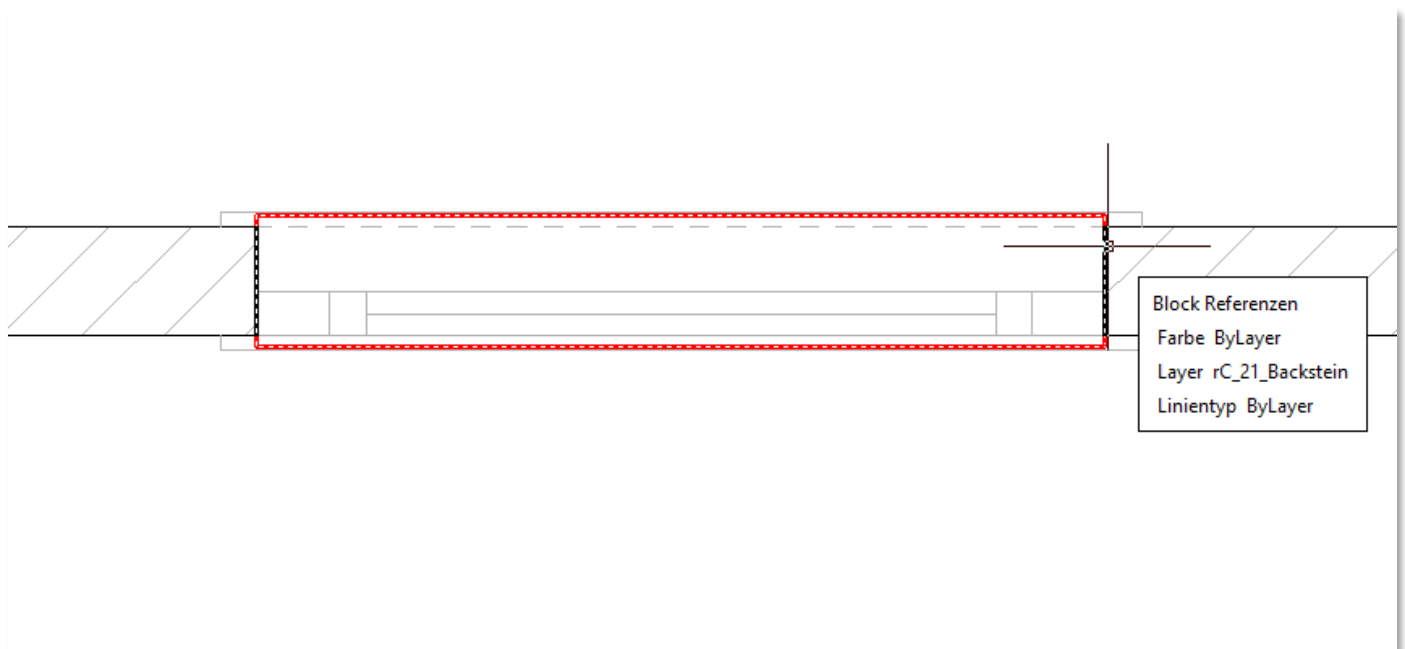 Block Referenzen
Farbe ByLayer
Layer rC_21_Backstein
Linientyp ByLayer